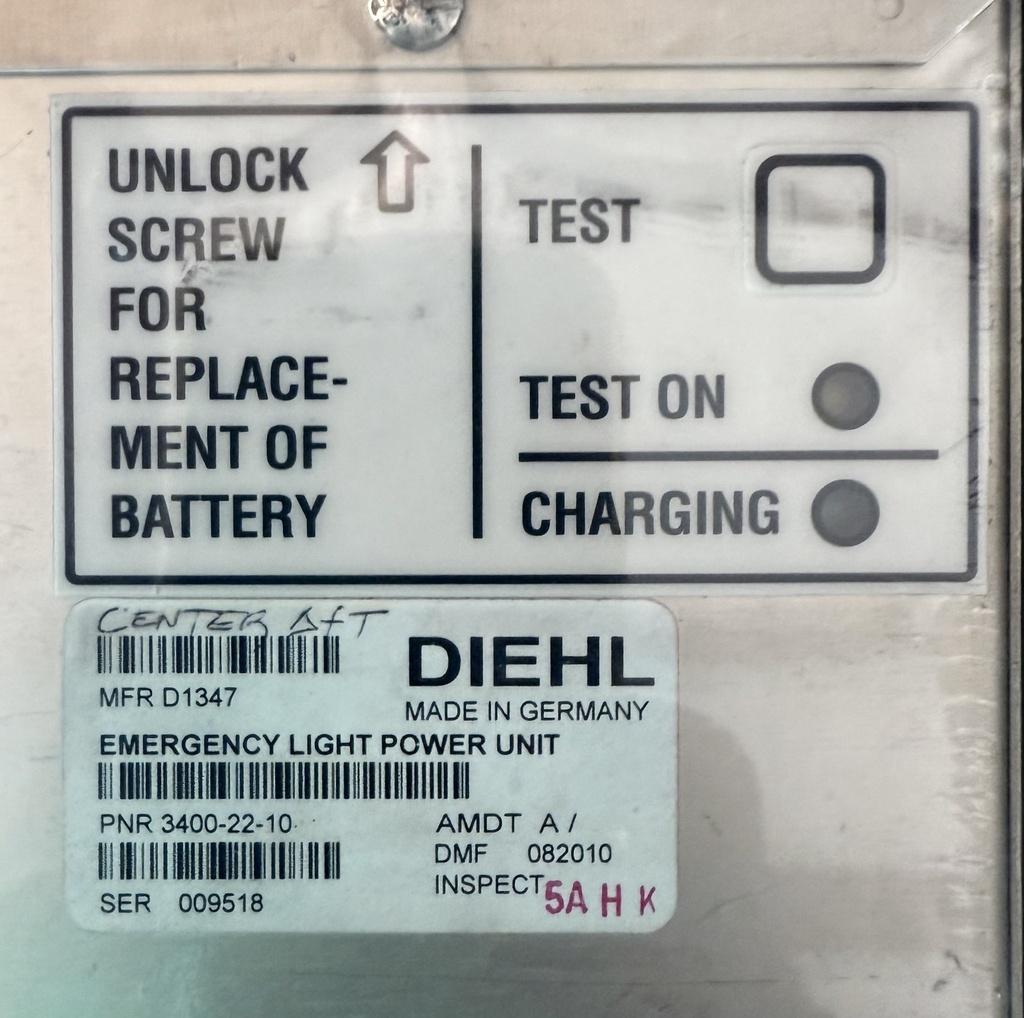 UNLOCK
SCREW
FOR
REPLACE-
MENT OF
BATTERY
TEST
TEST ON
CHARGING
CENTER AFT
DIEHL
MFR D1347
MADE IN GERMANY
EMERGENCY LIGHT POWER UNIT
PNR 3400-22-10
AMDT A /
DMF 082010
SER 009518
INSPECT 5A H K